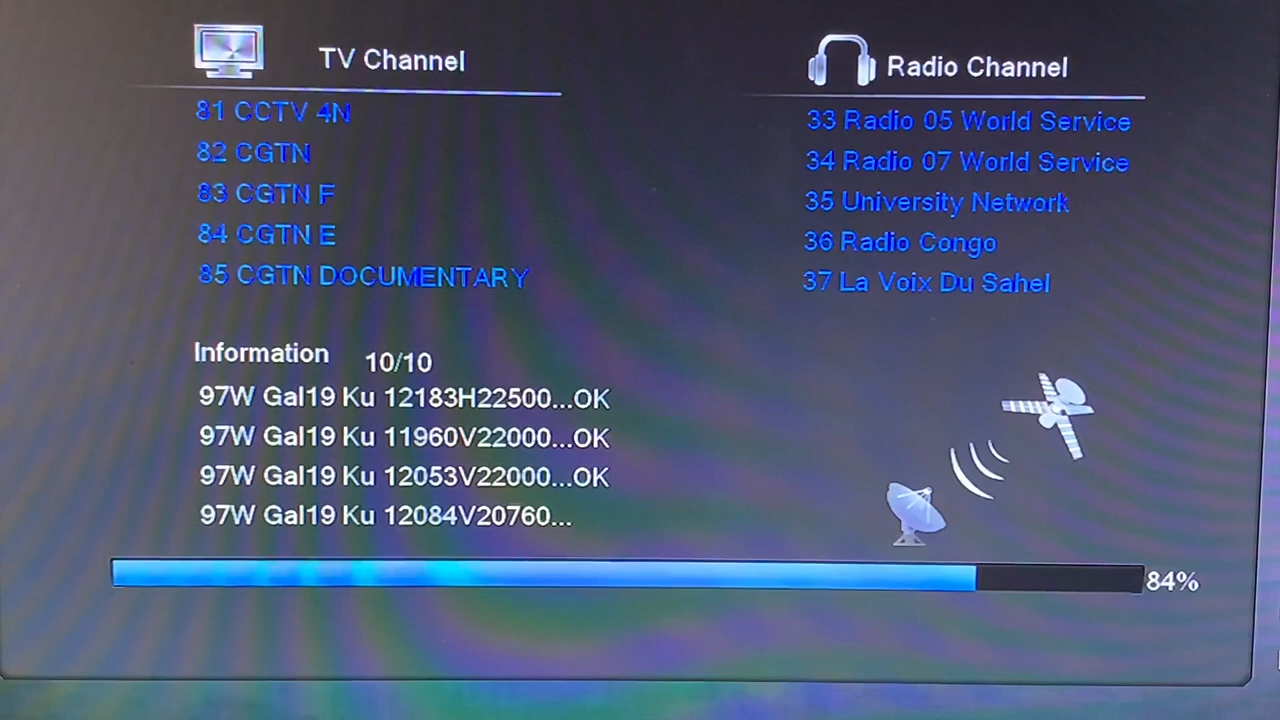 TV Channel
81 CCTV 4N
82 CGTN
83 CGTN F
84 CGTN E
85 CGTN DOCUMENTARY
Radio Channel
33 Radio 05 World Service
34 Radio 07 World Service
35 University Network
36 Radio Congo
37 La Voix Du Sahel
Information 10/10
97W Gal19 Ku 12183H22500...OK
97W Gal19 Ku 11960V22000...OK
97W Gal19 Ku 12053V22000...OK
97W Gal19 Ku 12084V20760...
84%